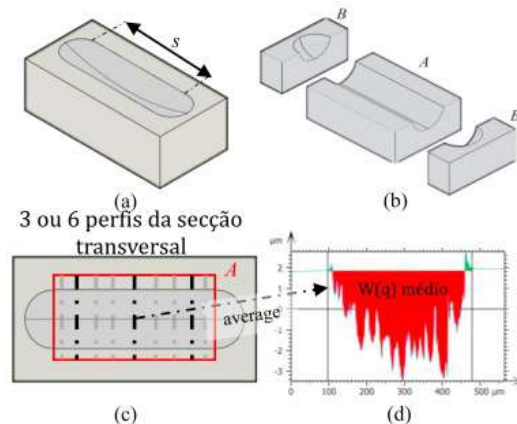 s
B
A
B
(a)
(b)
3 ou 6 perfis da secção
transversal
A
average
(c)
µm
2
1
0
-1
-2
-3
W(q) médio
0 100 200 300 400 500 µm
(d)